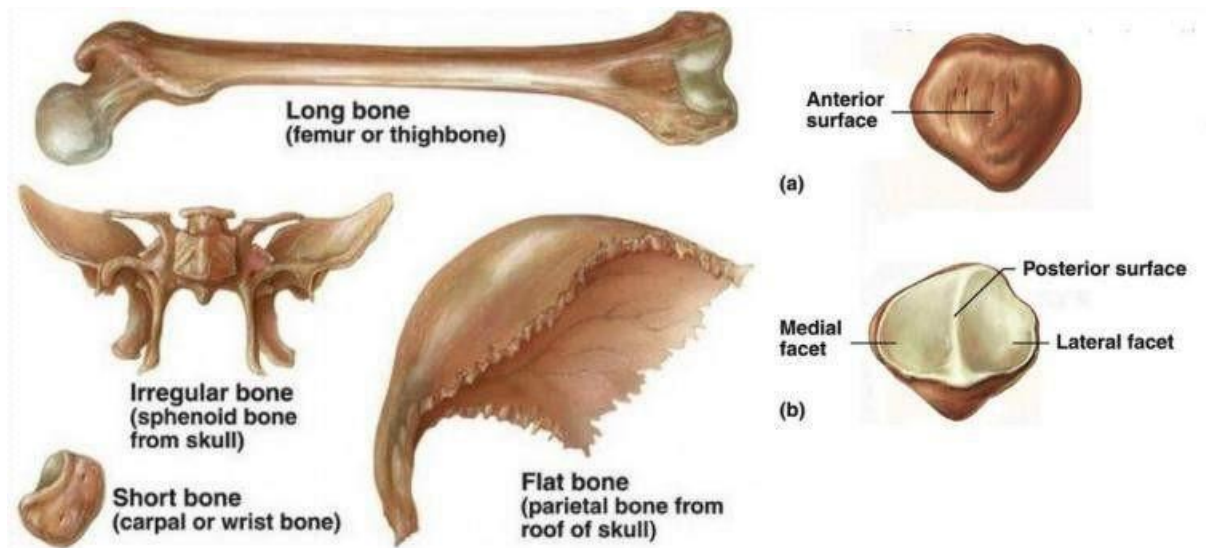 Long bone
(femur or thighbone)
Irregular bone
(sphenoid bone
from skull)
Short bone
(carpal or wrist bone)
Flat bone
(parietal bone from
roof of skull)
Anterior
surface
(a)
Posterior surface
Medial
facet
Lateral facet
(b)